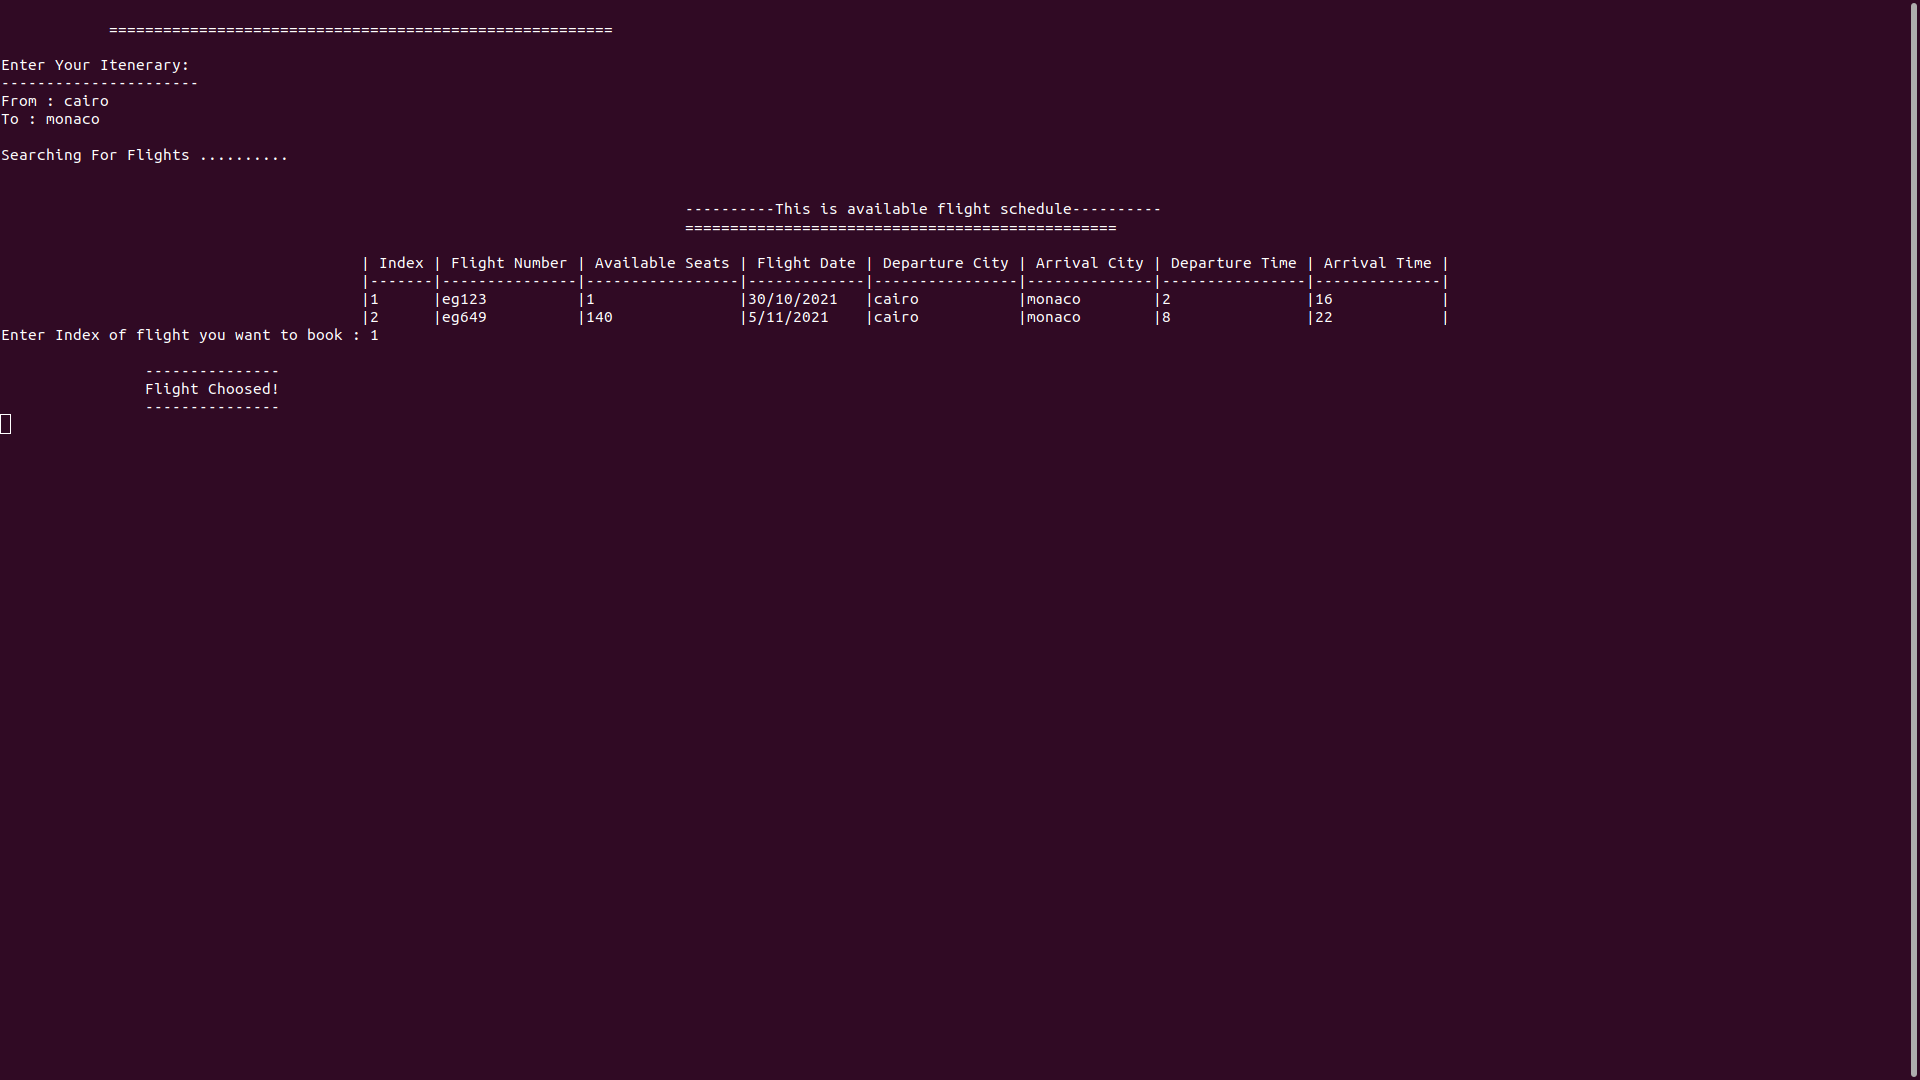 ========================================================
Enter Your Itenerary:
----------------------
From : cairo
To : monaco
Searching For Flights ..........
----------This is available flight schedule----------
================================================
| Index | Flight Number | Available Seats | Flight Date | Departure City | Arrival City | Departure Time | Arrival Time |
|-------|---------------|-----------------|-------------|----------------|--------------|----------------|--------------|
|1      |eg123          |1                |30/10/2021   |cairo           |monaco        |2               |16            |
|2      |eg649          |140              |5/11/2021    |cairo           |monaco        |8               |22            |
Enter Index of flight you want to book : 1
---------------
Flight Choosed!
---------------